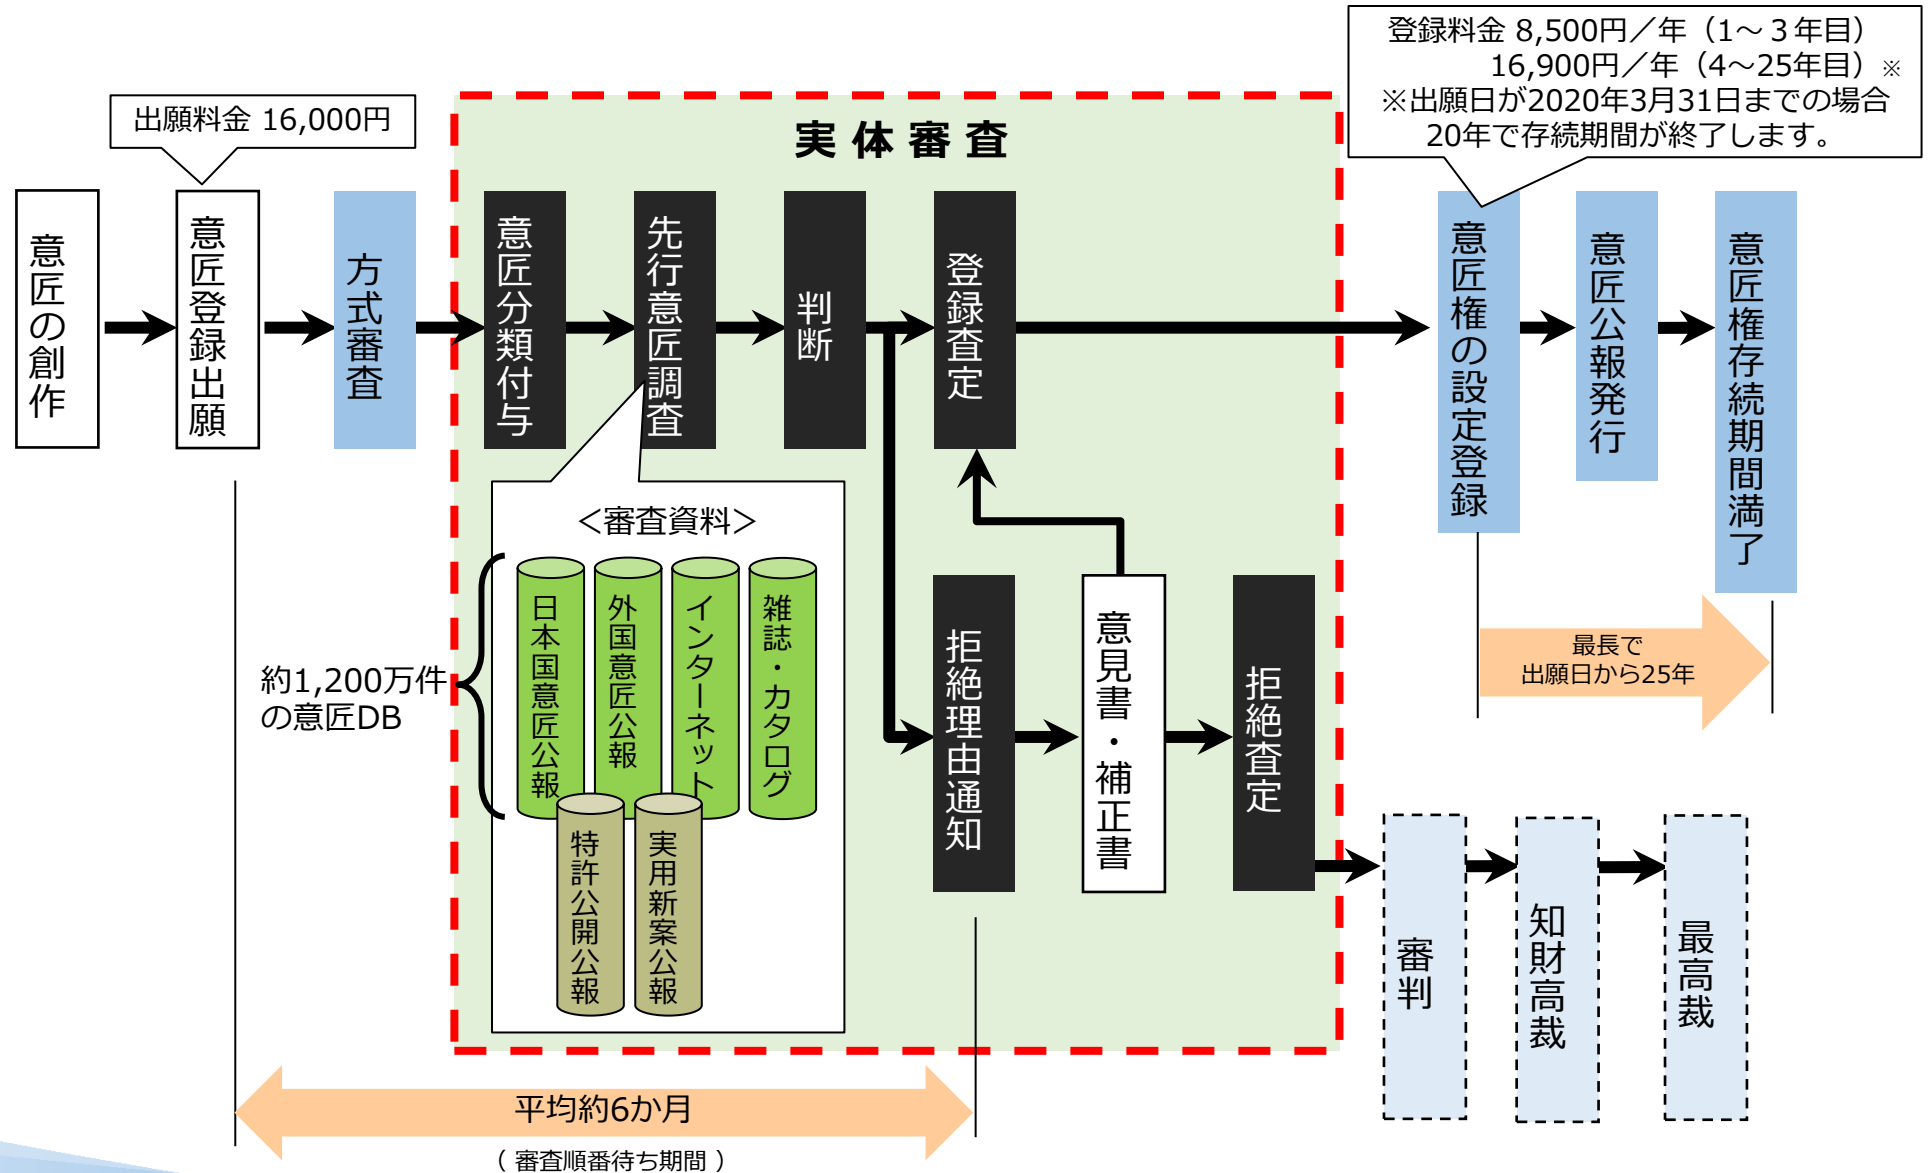 登録料金 8,500円／年（1～３年目）
16,900円／年（4～25年目）※
※出願日が2020年3月31日までの場合
20年で存続期間が終了します。
出願料金 16,000円
実体審査
意匠の創作
意匠登録出願
方式審査
意匠分類付与
先行意匠調査
判断
登録査定
意匠権の設定登録
意匠公報発行
意匠権存続期間満了
＜審査資料＞
日本国意匠公報
外国意匠公報
インターネット
雑誌・カタログ
特許公開公報
実用新案公報
約1,200万件
の意匠DB
拒絶理由通知
意見書・補正書
拒絶査定
最長で
出願日から25年
審判
知財高裁
最高裁
平均約6か月
（ 審査順番待ち期間 ）